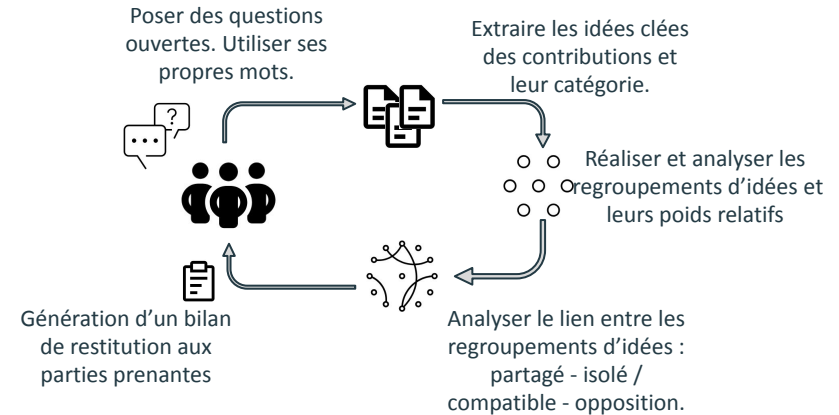 Poser des questions
ouvertes. Utiliser ses
propres mots.
Extraire les idées clées
des contributions et
leur catégorie.
?
Réaliser et analyser les
regroupements d’idées et
leurs poids relatifs
Génération d’un bilan
de restitution aux
parties prenantes
Analyser le lien entre les
regroupements d’idées :
partagé - isolé /
compatible - opposition.